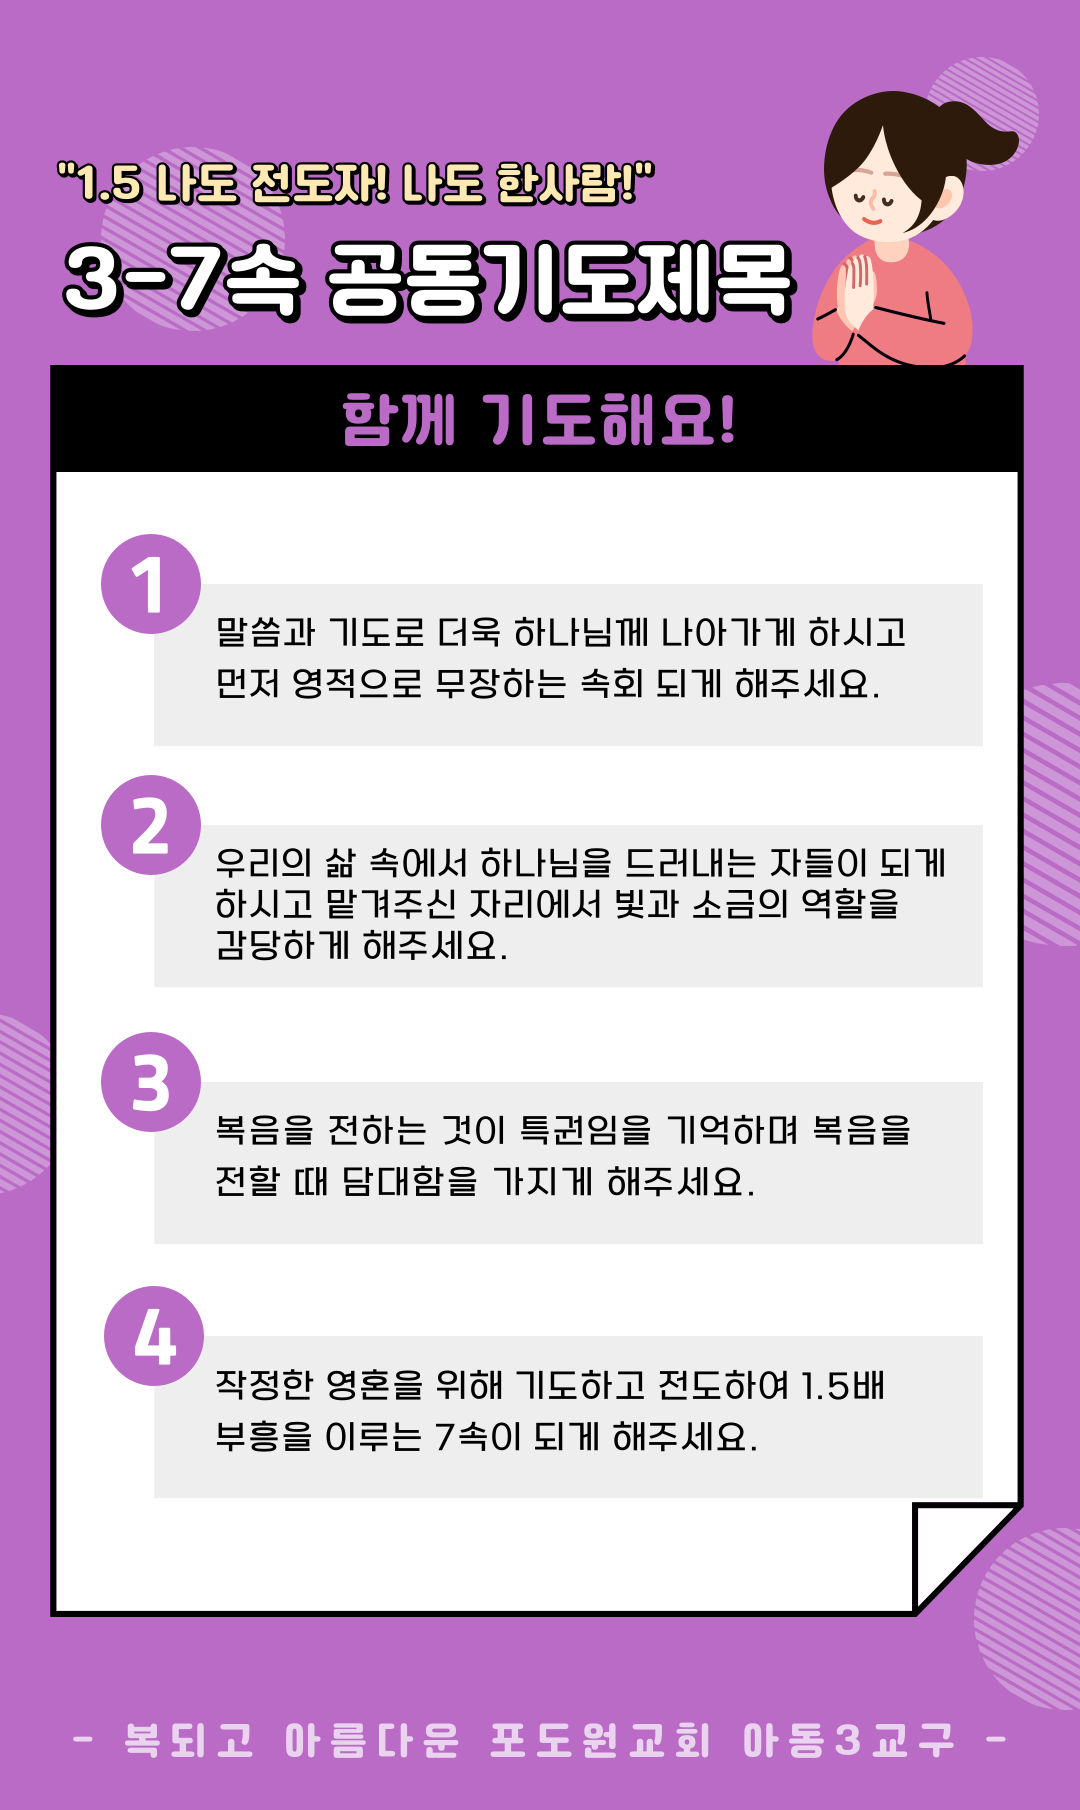 "1.5 나도 전도자! 나도 한사람!"
3-7속 공동기도제목
함께 기도해요!
1
말씀과 기도로 더욱 하나님께 나아가게 하시고
먼저 영적으로 무장하는 속회 되게 해주세요.
2
우리의 삶 속에서 하나님을 드러내는 자들이 되게
하시고 맡겨주신 자리에서 빛과 소금의 역할을
감당하게 해주세요.
3
복음을 전하는 것이 특권임을 기억하며 복음을
전할 때 담대함을 가지게 해주세요.
4
작정한 영혼을 위해 기도하고 전도하여 1.5배
부흥을 이루는 7속이 되게 해주세요.
- 복되고 아름다운 포도원교회 아동3교구 -